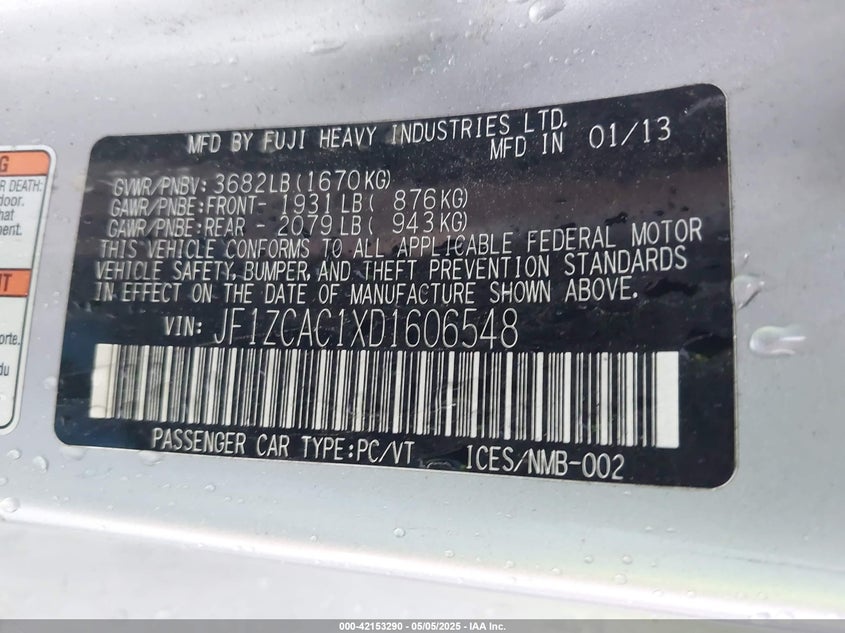 MFD BY FUJI HEAVY INDUSTRIES LTD.
MFD IN 01/13
GVWR/PNBV: 3682LB(1670KG)
GAWR/PNBE:FRONT- 1931LB( 876KG)
GAWR/PNBE:REAR - 2079LB( 943KG)
THIS VEHICLE CONFORMS TO ALL APPLICABLE FEDERAL MOTOR
VEHICLE SAFETY, BUMPER, AND THEFT PREVENTION STANDARDS
IN EFFECT ON THE DATE OF MANUFACTURE SHOWN ABOVE.
VIN: JF1ZCAC1XD1606548
PASSENGER CAR TYPE:PC/VT ICES/NMB-002
DEATH:
door.
that
000-42153290 - 05/05/2025 - IAA Inc.